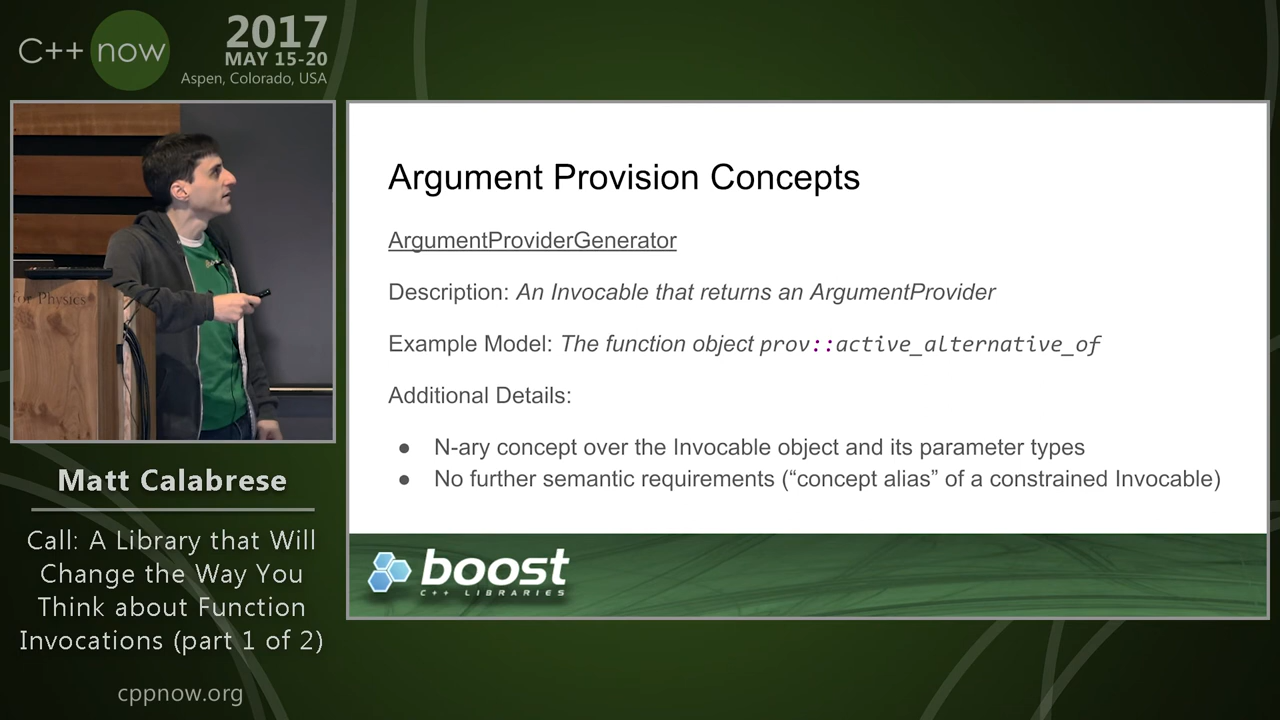 C++ now
2017
MAY 15-20
Aspen, Colorado, USA
for Physics
Matt Calabrese
Call: A Library that Will
Change the Way You
Think about Function
Invocations (part 1 of 2)
cppnow.org
Argument Provision Concepts
ArgumentProviderGenerator
Description: An Invocable that returns an ArgumentProvider
Example Model: The function object prov::active_alternative_of
Additional Details:
● N-ary concept over the Invocable object and its parameter types
● No further semantic requirements (“concept alias” of a constrained Invocable)
boost
C++ LIBRARIES